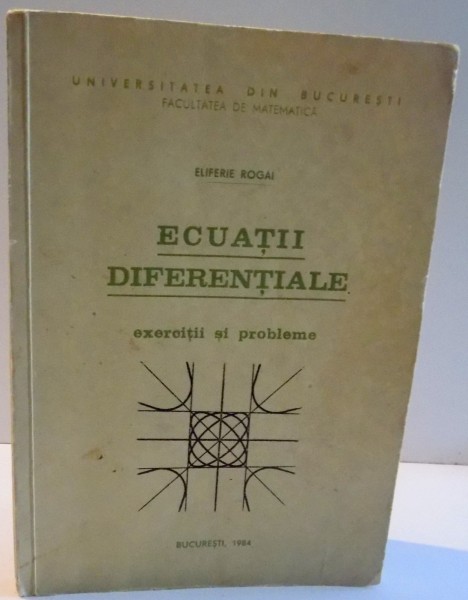 UNIVERSITATEA DIN BUCUREȘTI
FACULTATEA DE MATEMATICĂ
ELIFERIE ROGAI
ECUAȚII
DIFERENȚIALE
exerciții și probleme
BUCUREȘTI, 1984